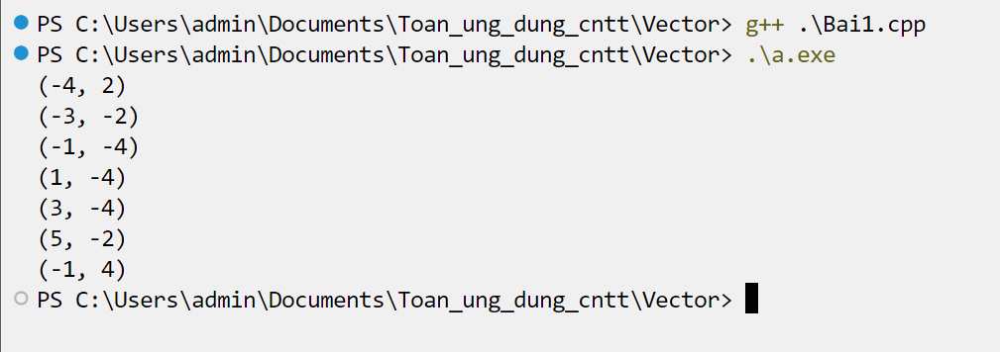 PS C:\Users\admin\Documents\Toan_ung_dung_cntt\Vector> g++ .\Bai1.cpp
PS C:\Users\admin\Documents\Toan_ung_dung_cntt\Vector> .\a.exe
(-4, 2)
(-3, -2)
(-1, -4)
(1, -4)
(3, -4)
(5, -2)
(-1, 4)
PS C:\Users\admin\Documents\Toan_ung_dung_cntt\Vector>